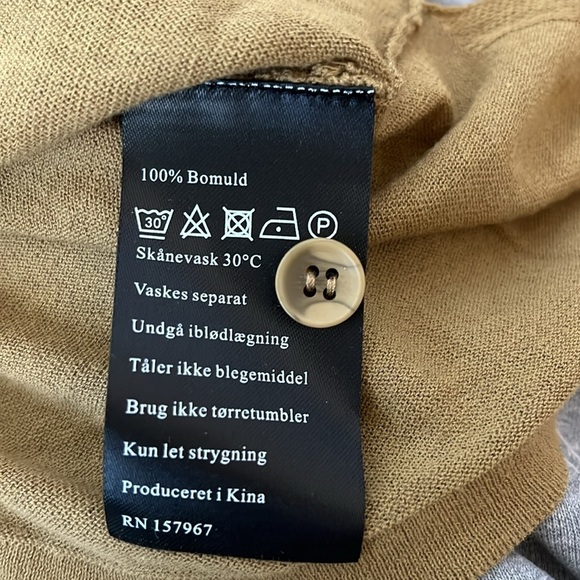 100% Bomuld
30° P
Skånevask 30°C
Vaskes separat
Undgå iblødlægning
Tåler ikke blegemiddel
Brug ikke tørretumbler
Kun let strygning
Produceret i Kina
RN 157967